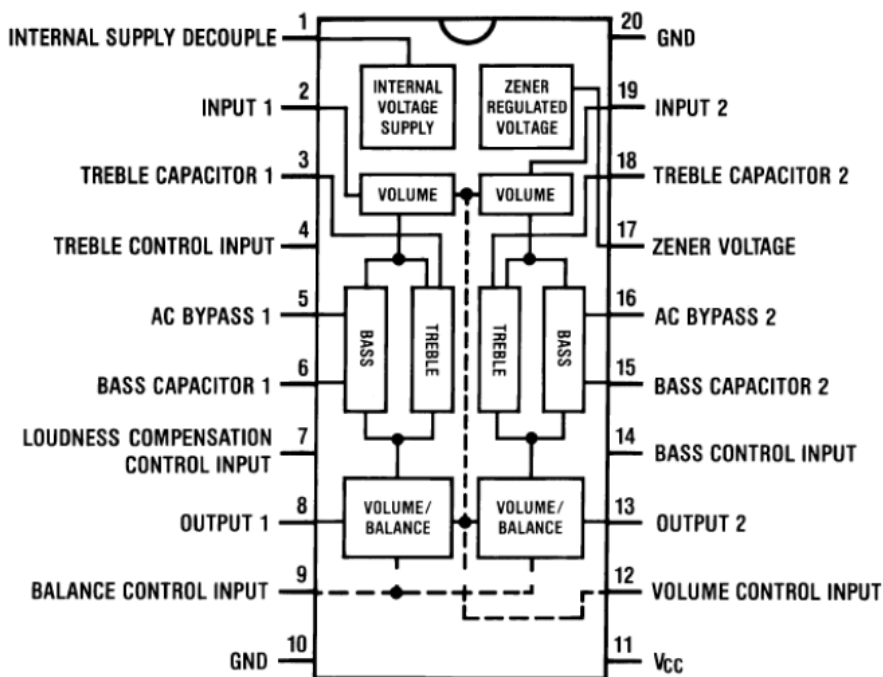 1 20
INTERNAL SUPPLY DECOUPLE GND
INTERNAL
VOLTAGE
SUPPLY
ZENER
REGULATED
VOLTAGE
2 19
INPUT 1 INPUT 2
3 18
TREBLE CAPACITOR 1 TREBLE CAPACITOR 2
VOLUME VOLUME
4 17
TREBLE CONTROL INPUT ZENER VOLTAGE
5 16
AC BYPASS 1 AC BYPASS 2
BASS TREBLE TREBLE BASS
6 15
BASS CAPACITOR 1 BASS CAPACITOR 2
7 14
LOUDNESS COMPENSATION
CONTROL INPUT
BASS CONTROL INPUT
8 13
OUTPUT 1 OUTPUT 2
VOLUME/
BALANCE
VOLUME/
BALANCE
9 12
BALANCE CONTROL INPUT VOLUME CONTROL INPUT
10 11
GND VCC